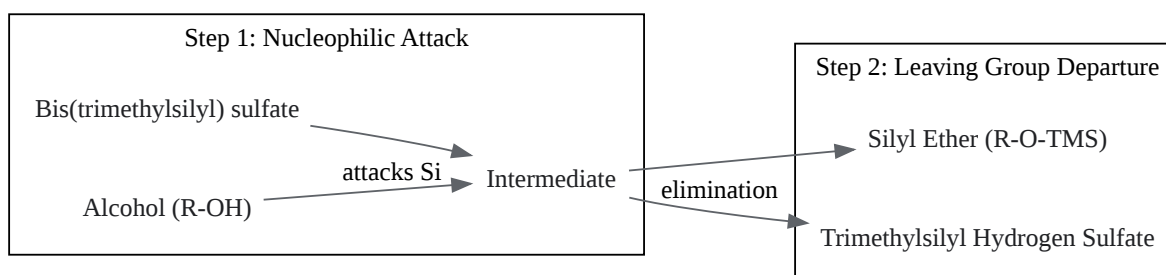 Step 1: Nucleophilic Attack
Bis(trimethylsilyl) sulfate
attacks Si
Alcohol (R-OH)
Intermediate
elimination
Step 2: Leaving Group Departure
Silyl Ether (R-O-TMS)
Trimethylsilyl Hydrogen Sulfate